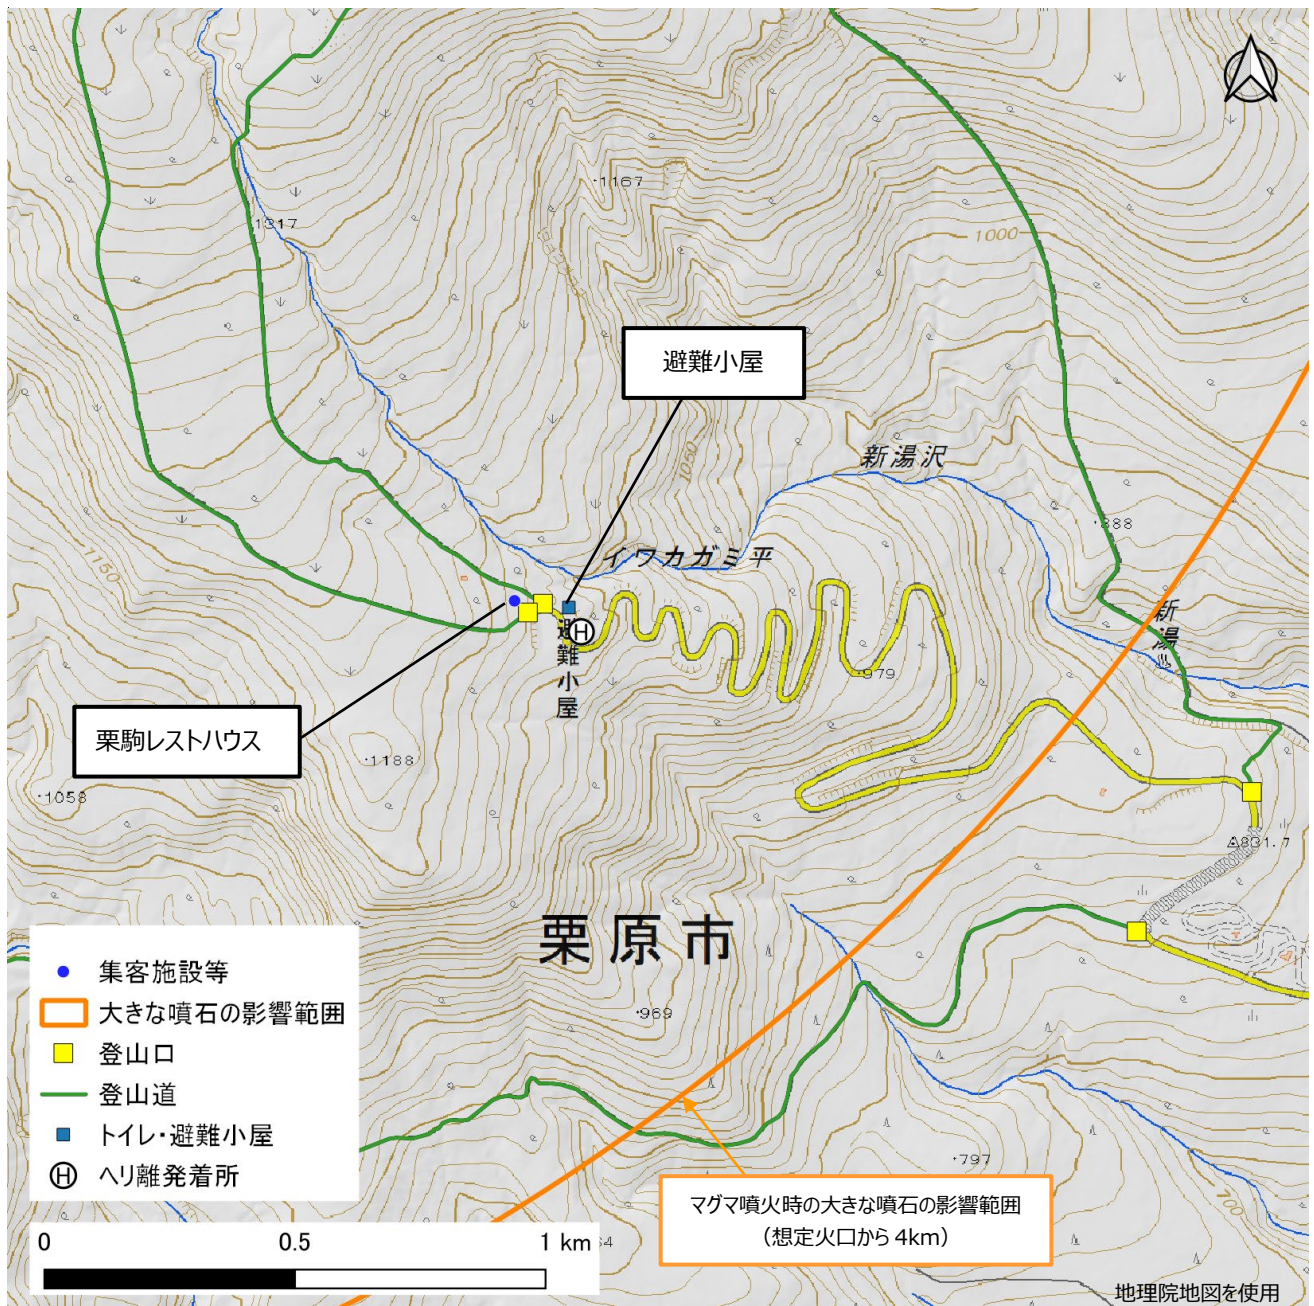 1167
1317
1000
避難小屋
1050
新湯沢
888
イワカガミ平
1150
新湯
避難小屋
979
栗駒レストハウス
1188
1058
831.7
栗原市
集客施設等
大きな噴石の影響範囲
登山口
登山道
トイレ・避難小屋
H ヘリ離発着所
H
969
797
700
マグマ噴火時の大きな噴石の影響範囲
（想定火口から 4km）
0 0.5 1 km
地理院地図を使用